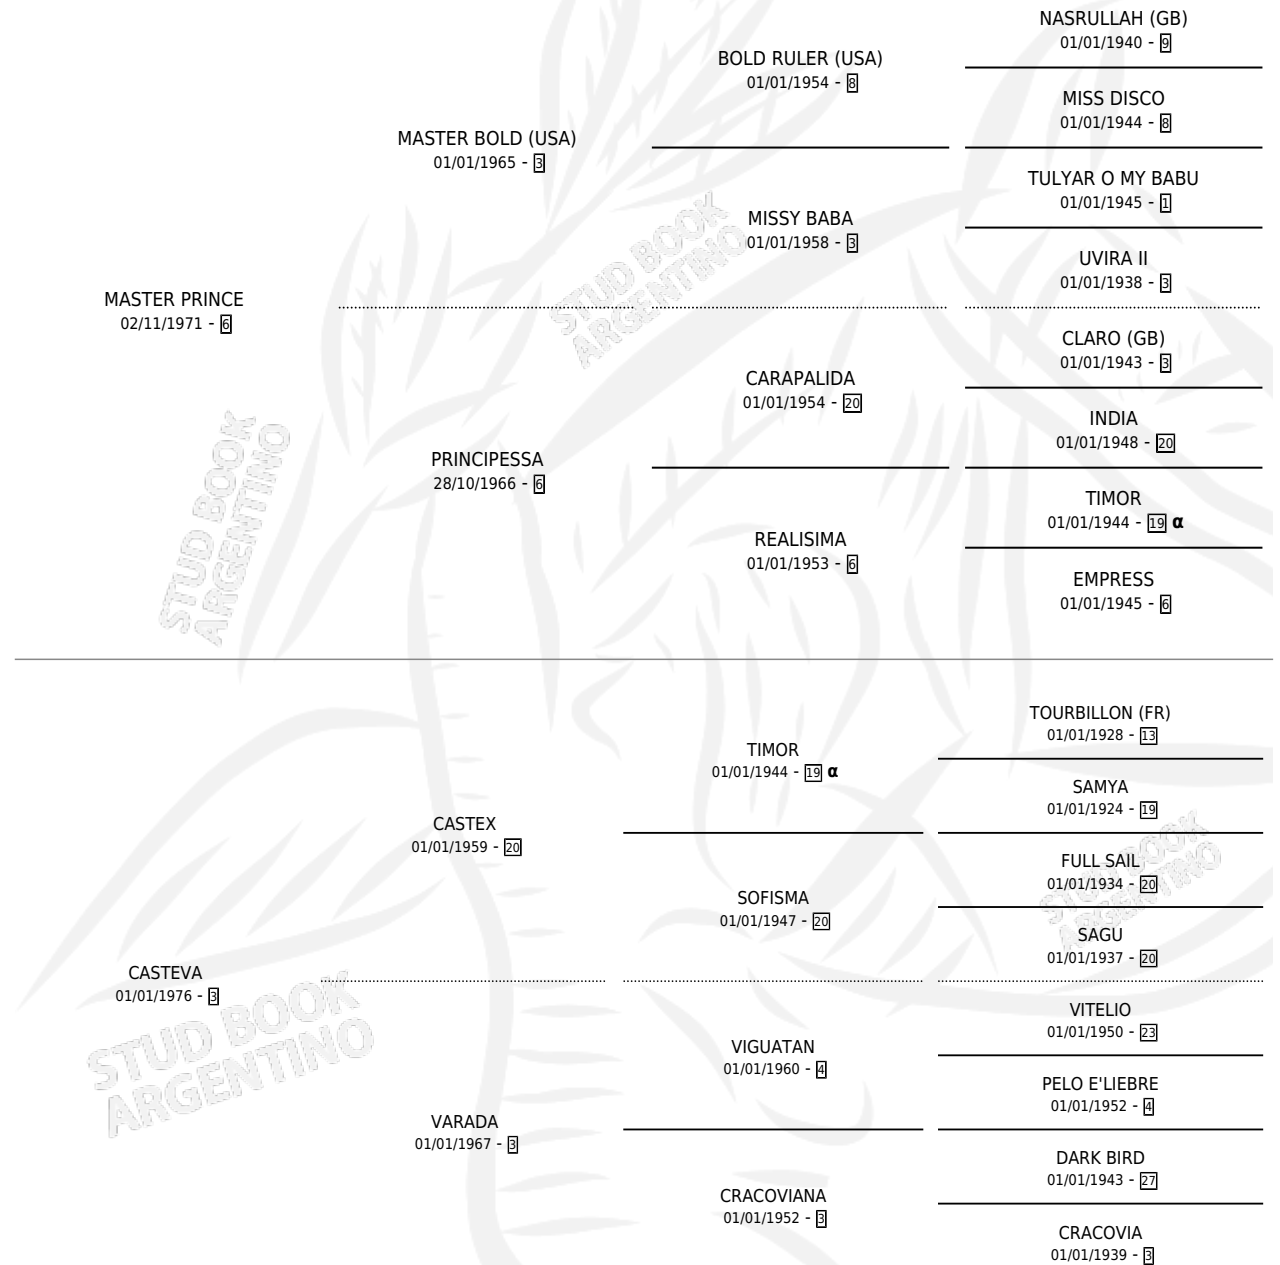 NASRULLAH (GB)
01/01/1940 - 9
BOLD RULER (USA)
01/01/1954 - 8
MISS DISCO
01/01/1944 - 8
MASTER BOLD (USA)
01/01/1965 - 3
TULYAR O MY BABU
01/01/1945 - 1
MISSY BABA
01/01/1958 - 3
UVIRA II
01/01/1938 - 3
MASTER PRINCE
02/11/1971 - 6
CLARO (GB)
01/01/1943 - 3
CARAPALIDA
01/01/1954 - 20
INDIA
01/01/1948 - 20
PRINCIPESSA
28/10/1966 - 6
TIMOR
01/01/1944 - 19 α
REALISIMA
01/01/1953 - 6
EMPRESS
01/01/1945 - 6
TOURBILLON (FR)
01/01/1928 - 13
TIMOR
01/01/1944 - 19 α
SAMYA
01/01/1924 - 19
CASTEX
01/01/1959 - 20
FULL SAIL
01/01/1934 - 20
SOFISMA
01/01/1947 - 20
SAGU
01/01/1937 - 20
CASTEVA
01/01/1976 - 3
VITELIO
01/01/1950 - 23
VIGUATAN
01/01/1960 - 4
PELO E'LIEBRE
01/01/1952 - 4
VARADA
01/01/1967 - 3
DARK BIRD
01/01/1943 - 27
CRACOVIANA
01/01/1952 - 3
CRACOVIA
01/01/1939 - 3
STUD BOOK
ARGENTINO
STUD BOOK
ARGENTINO
STUD BOOK
ARGENTINO
STUD BOOK
ARGENTINO